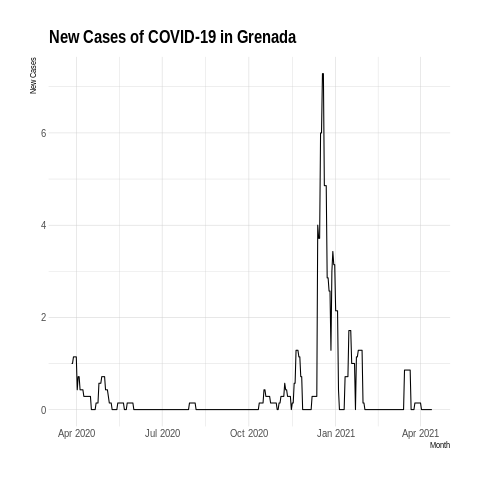 New Cases of COVID-19 in Grenada
New Cases
6
4
2
0
Apr 2020 Jul 2020 Oct 2020 Jan 2021 Apr 2021
Month